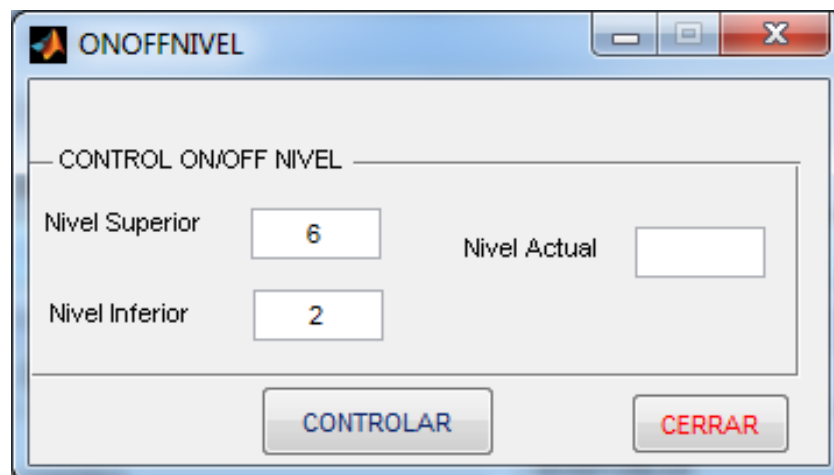 ONOFFNIVEL
CONTROL ON/OFF NIVEL
Nivel Superior 6
Nivel Actual
Nivel Inferior 2
CONTROLAR
CERRAR